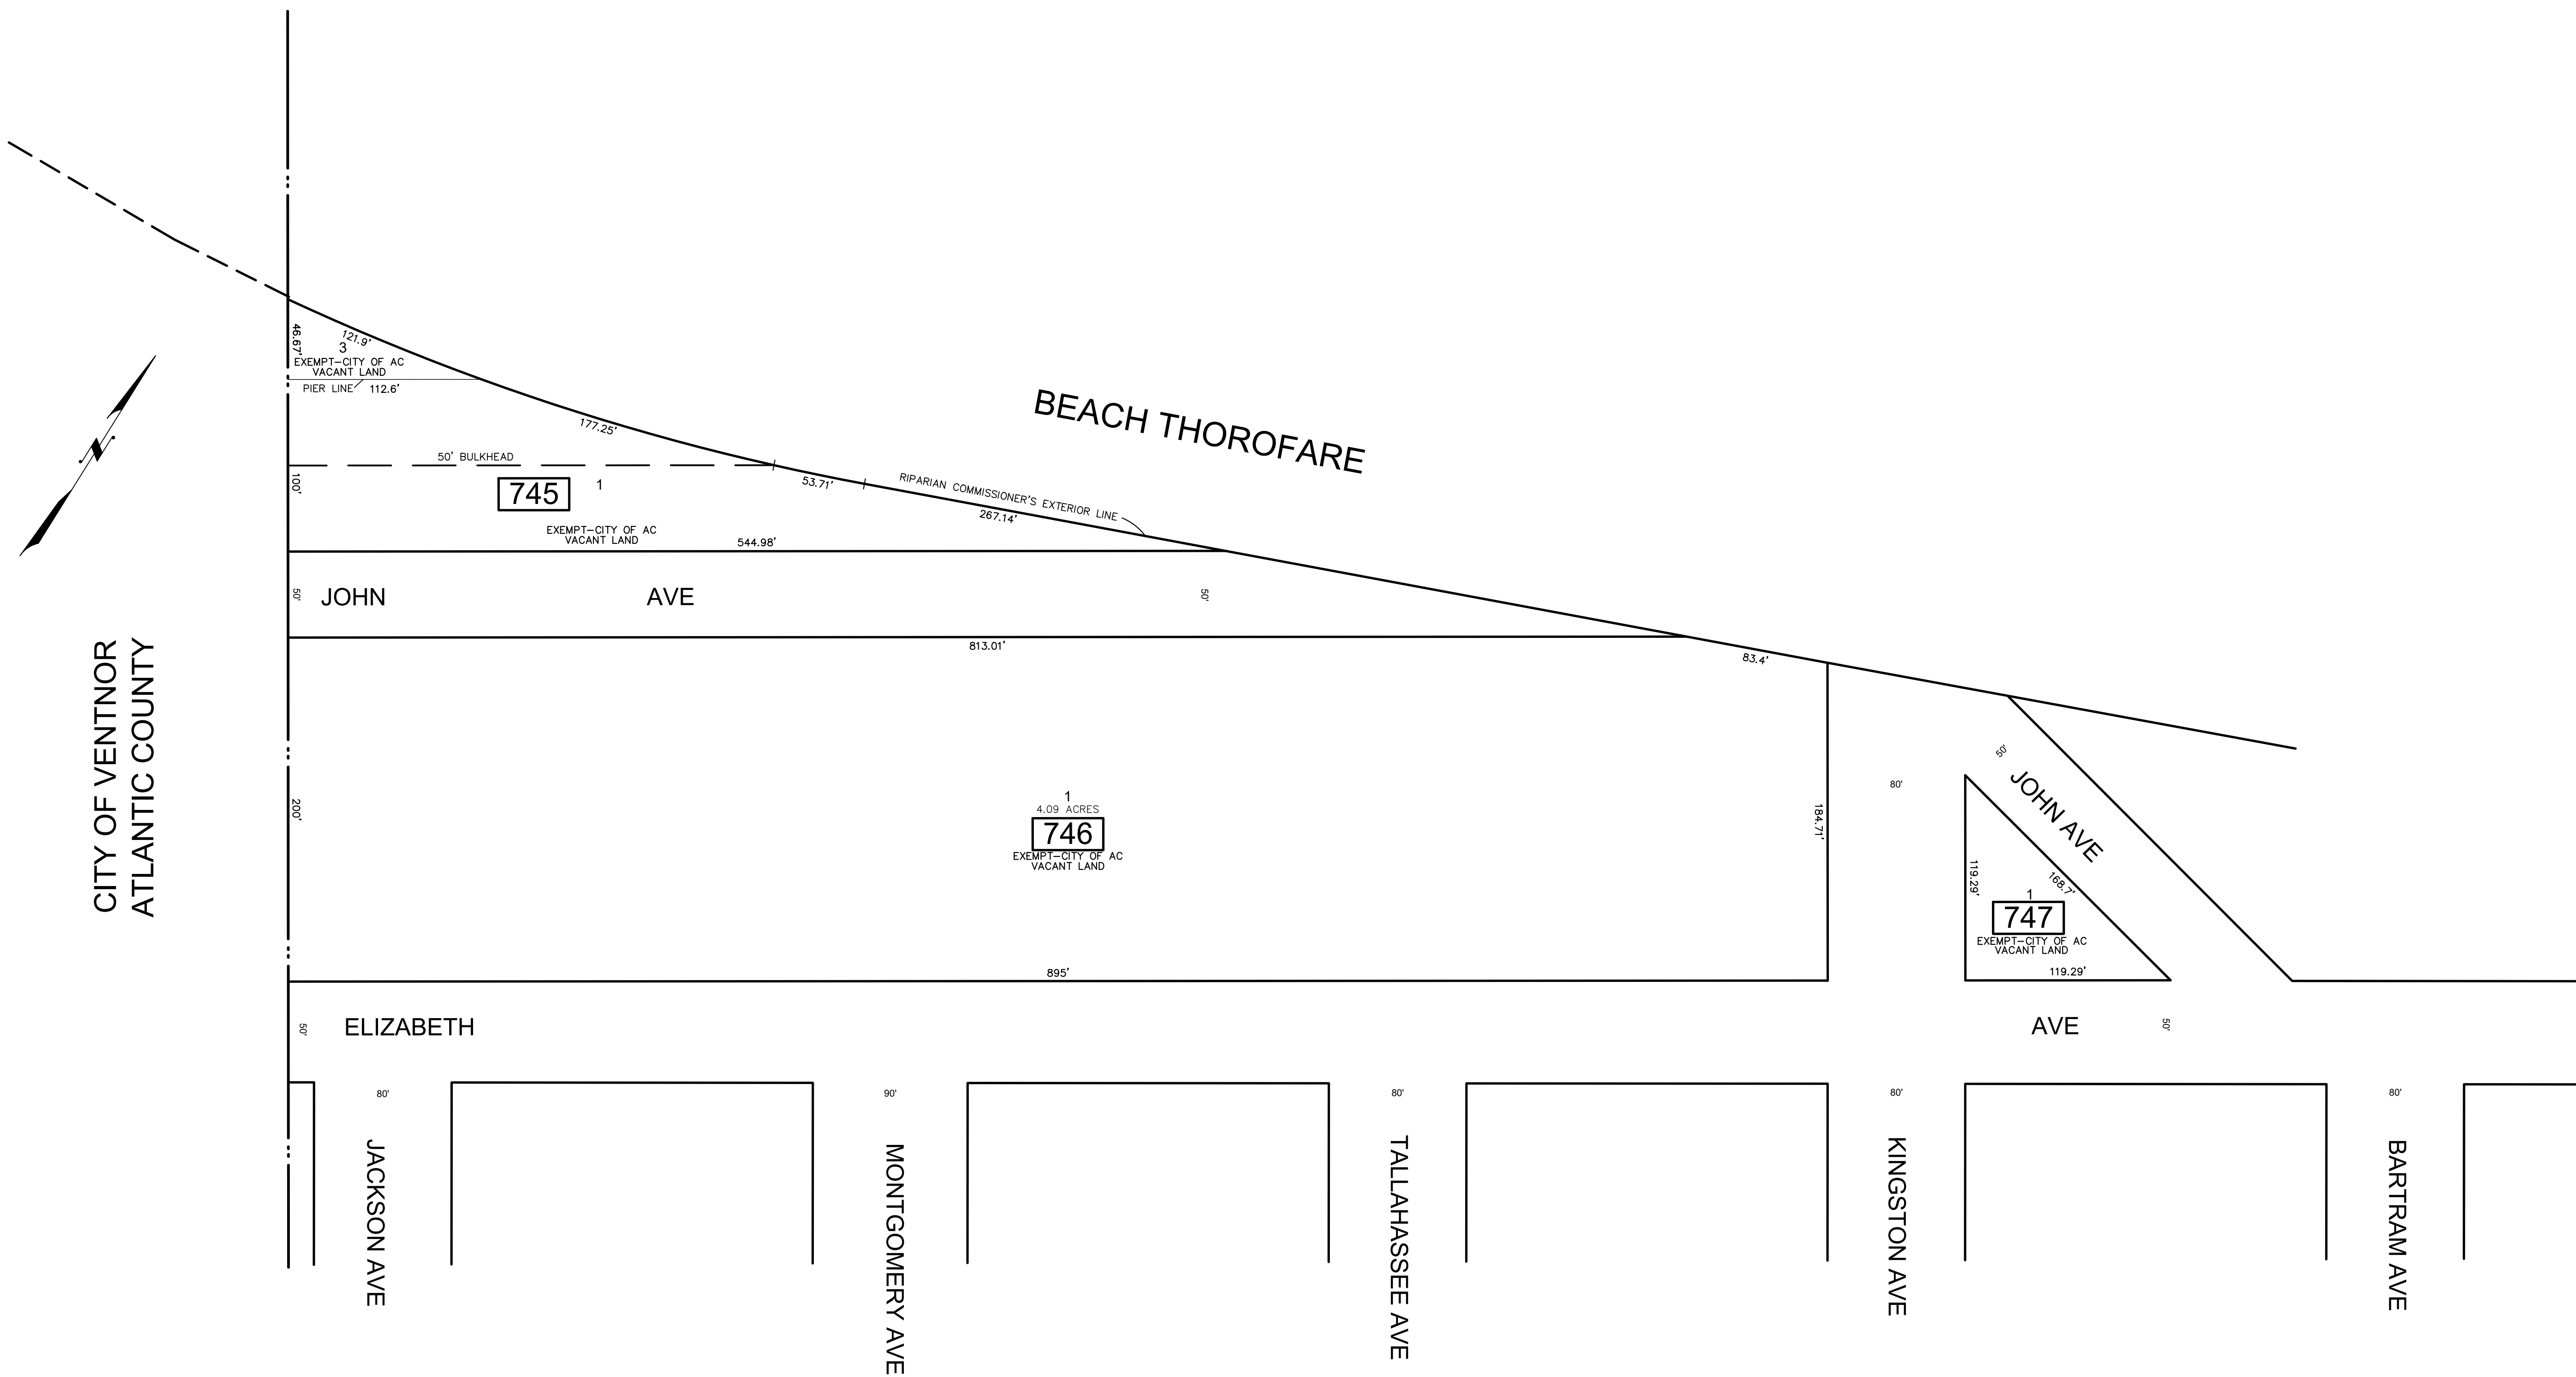 46.67'
121.9'
3
EXEMPT-CITY OF AC
VACANT LAND
PIER LINE
112.6'
177.25'
BEACH THOROFARE
50' BULKHEAD
100'
745
1
53.71'
RIPARIAN COMMISSIONER'S EXTERIOR LINE
267.14'
EXEMPT-CITY OF AC
VACANT LAND
544.98'
50'
JOHN
AVE
50'
CITY OF VENTNOR
ATLANTIC COUNTY
813.01'
83.4'
200'
1
4.09 ACRES
746
EXEMPT-CITY OF AC
VACANT LAND
184.71'
895'
80'
50'
JOHN AVE
119.29'
168.7'
1
747
EXEMPT-CITY OF AC
VACANT LAND
119.29'
50'
ELIZABETH
AVE
50'
80'
90'
80'
80'
80'
JACKSON AVE
MONTGOMERY AVE
TALLAHASSEE AVE
KINGSTON AVE
BARTRAM AVE